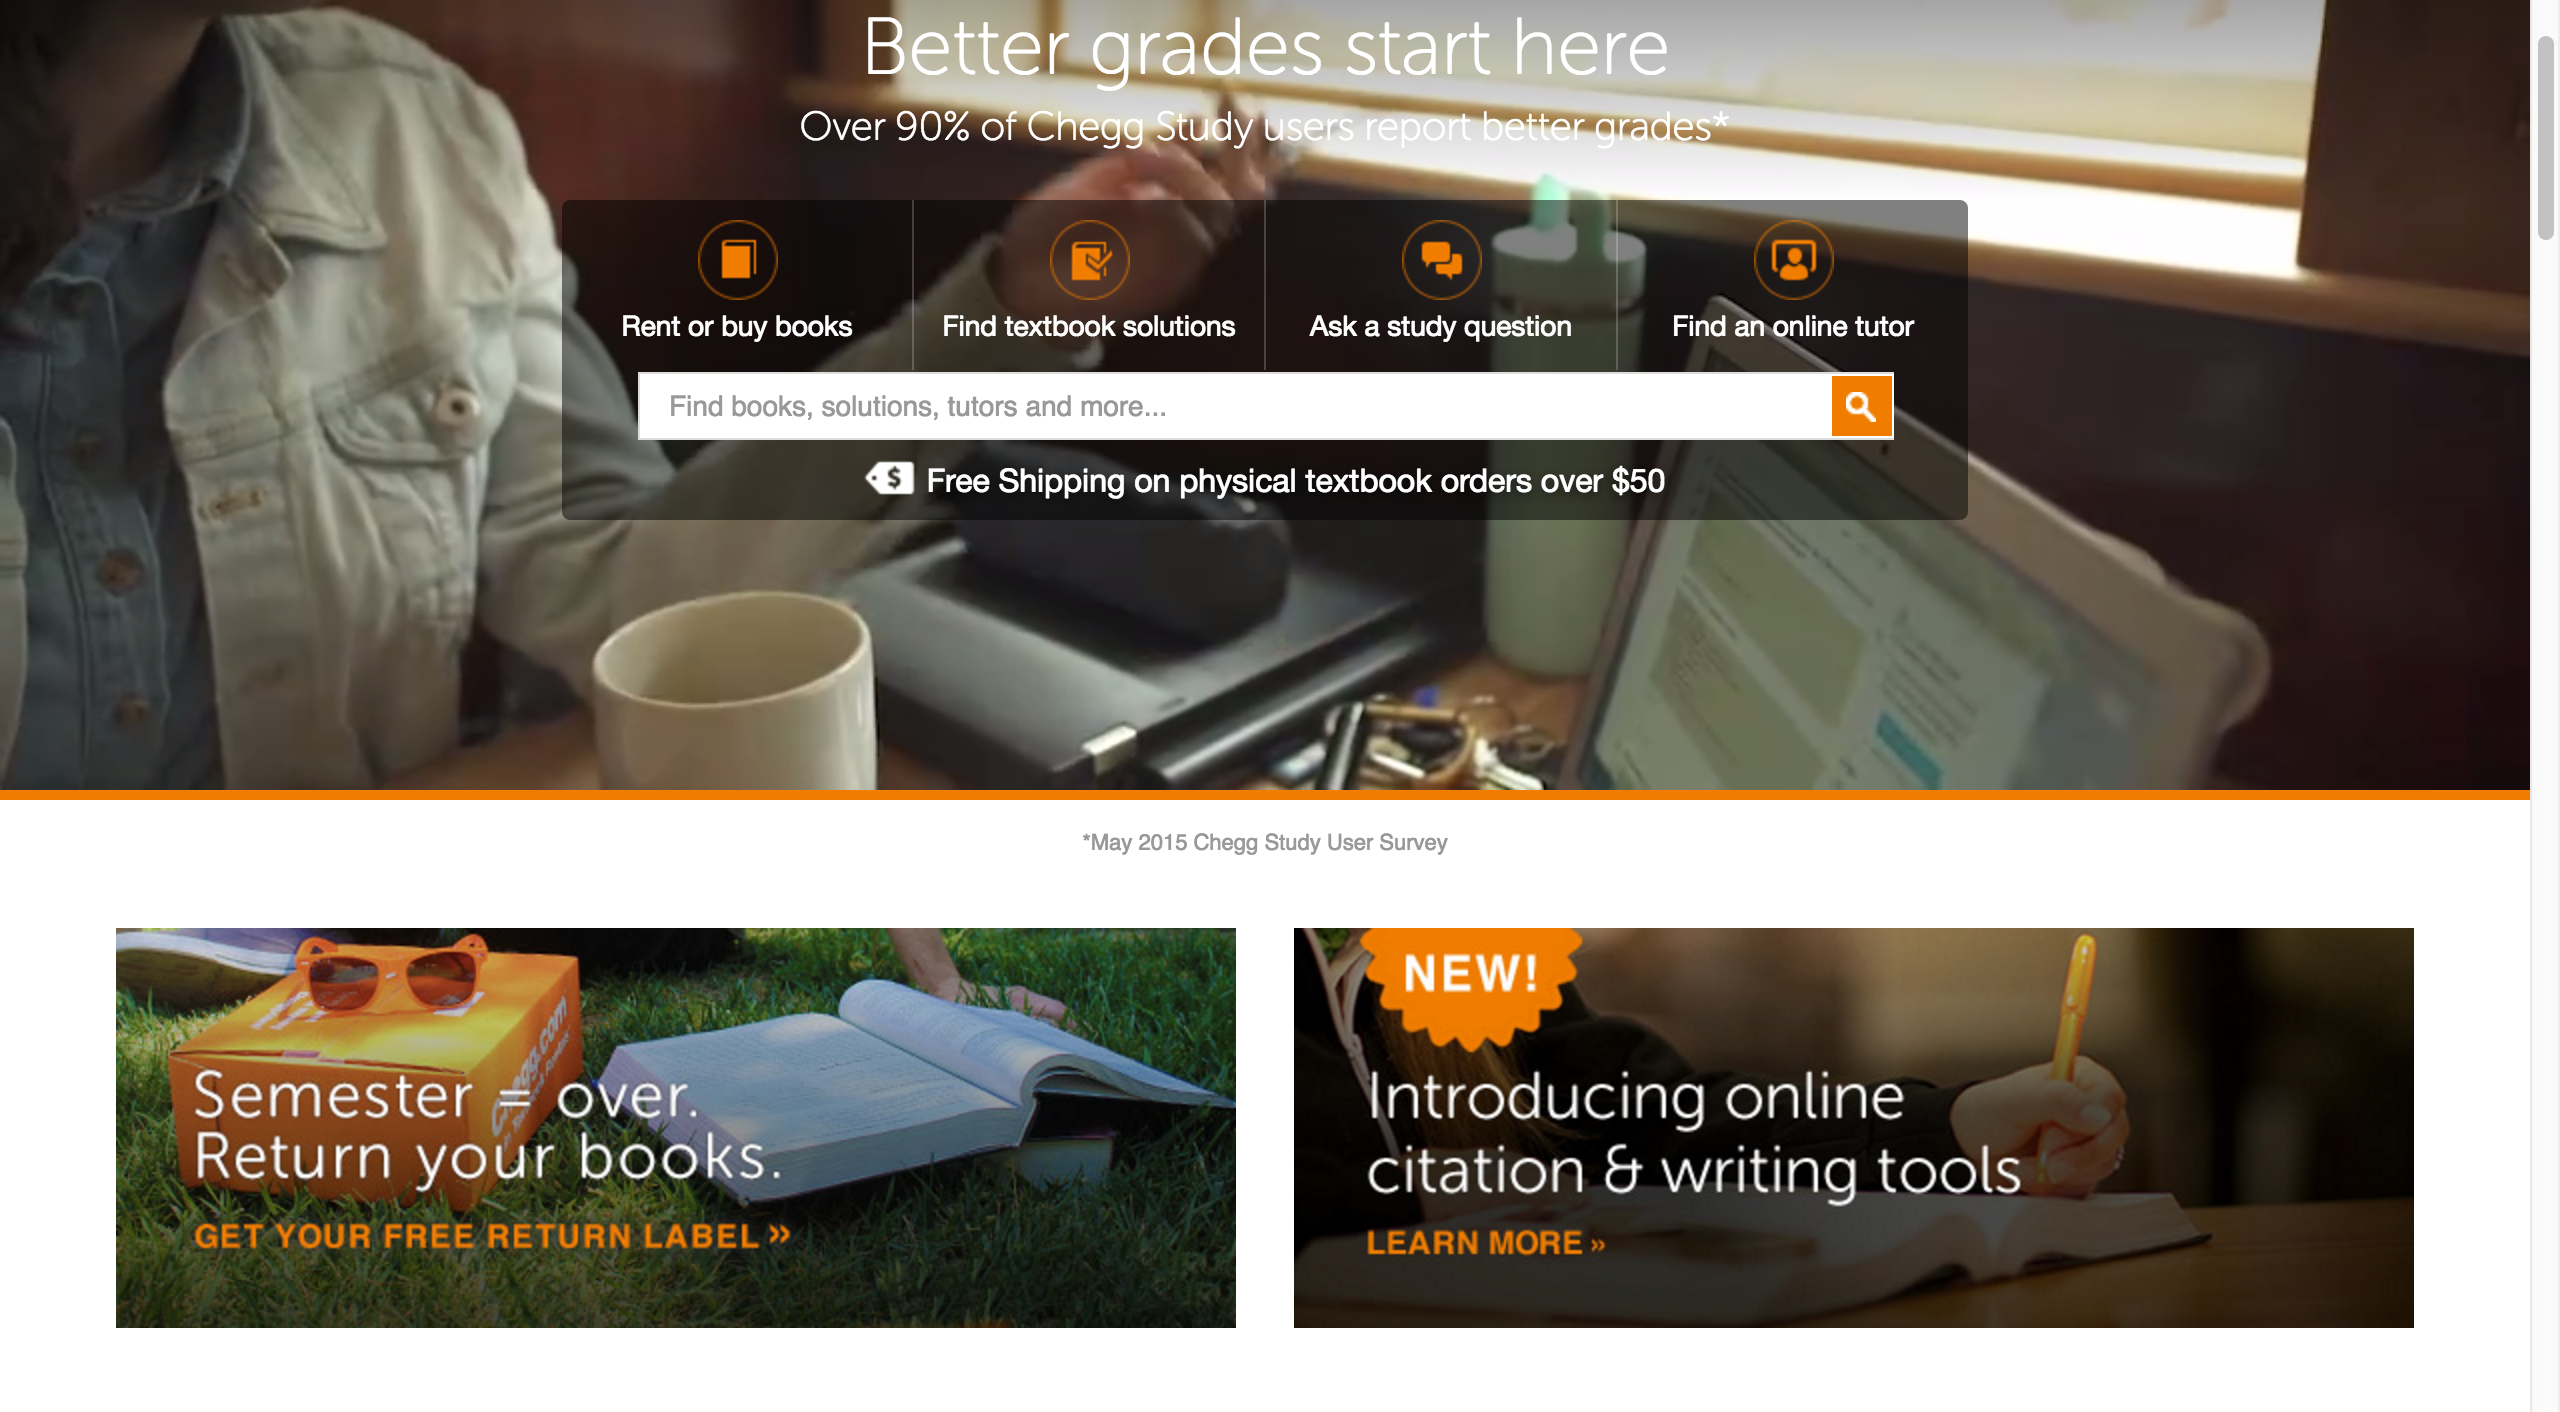 Better grades start here
Over 90% of Chegg Study users report better grades*
Rent or buy books
Find textbook solutions
Ask a study question
Find an online tutor
Find books, solutions, tutors and more...
$ Free Shipping on physical textbook orders over $50
*May 2015 Chegg Study User Survey
Semester = over.
Return your books.
GET YOUR FREE RETURN LABEL »
NEW!
Introducing online
citation & writing tools
LEARN MORE »